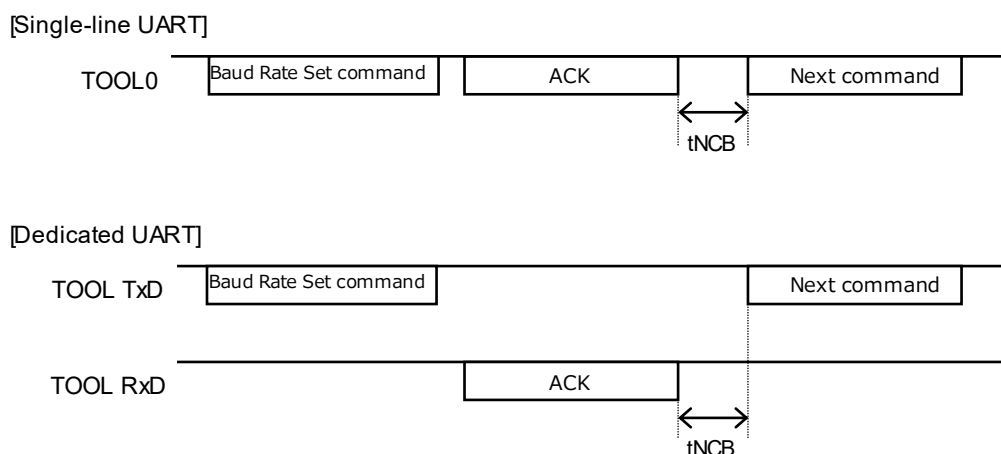 [Single-line UART]
TOOL0 Baud Rate Set command ACK Next command
tNCB
[Dedicated UART]
TOOL TxD Baud Rate Set command Next command
TOOL RxD ACK
tNCB